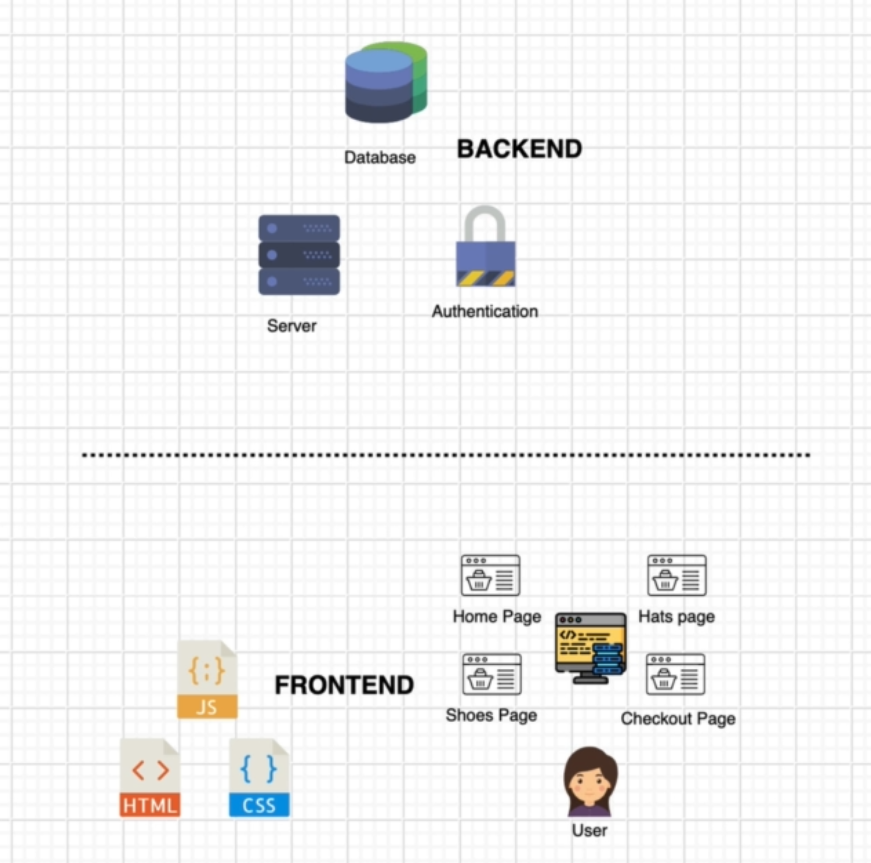 Database
BACKEND
Server
Authentication
Home Page
Hats page
</>
Shoes Page
Checkout Page
FRONTEND
{;}
JS
< >
HTML
{ }
CSS
User